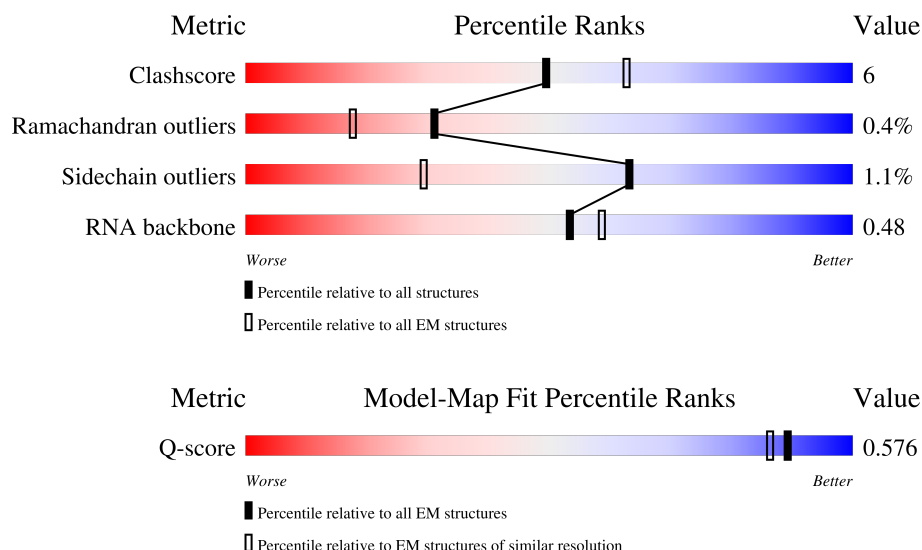 Metric Percentile Ranks Value
Clashscore 6
Ramachandran outliers 0.4%
Sidechain outliers 1.1%
RNA backbone 0.48
Worse Better
Percentile relative to all structures
Percentile relative to all EM structures
Metric Model-Map Fit Percentile Ranks Value
Q-score 0.576
Worse Better
Percentile relative to all EM structures
Percentile relative to EM structures of similar resolution